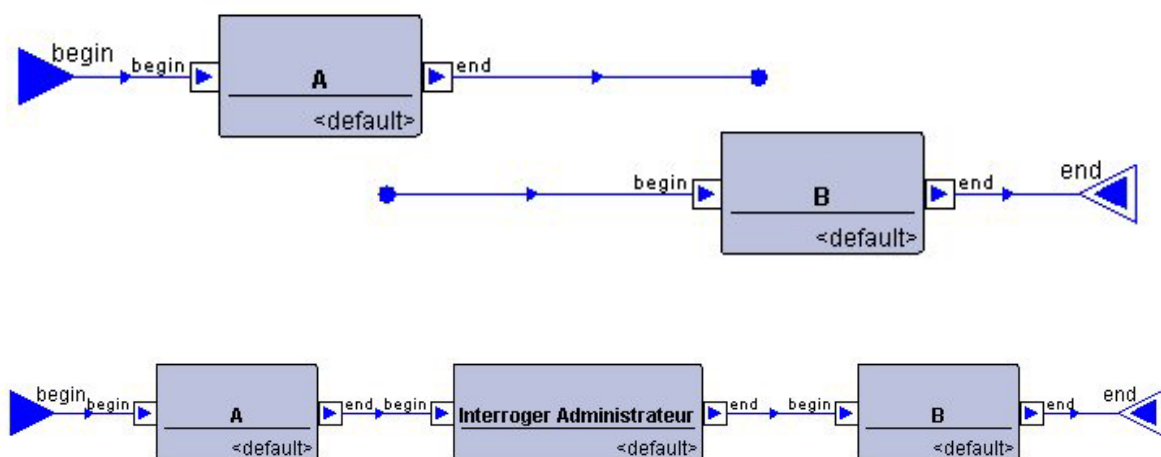 begin
begin
A
end
<default>
begin
B
end
end
<default>
begin
begin
A
end
begin
Interroger Administrateur
end
begin
B
end
end
<default>
<default>
<default>